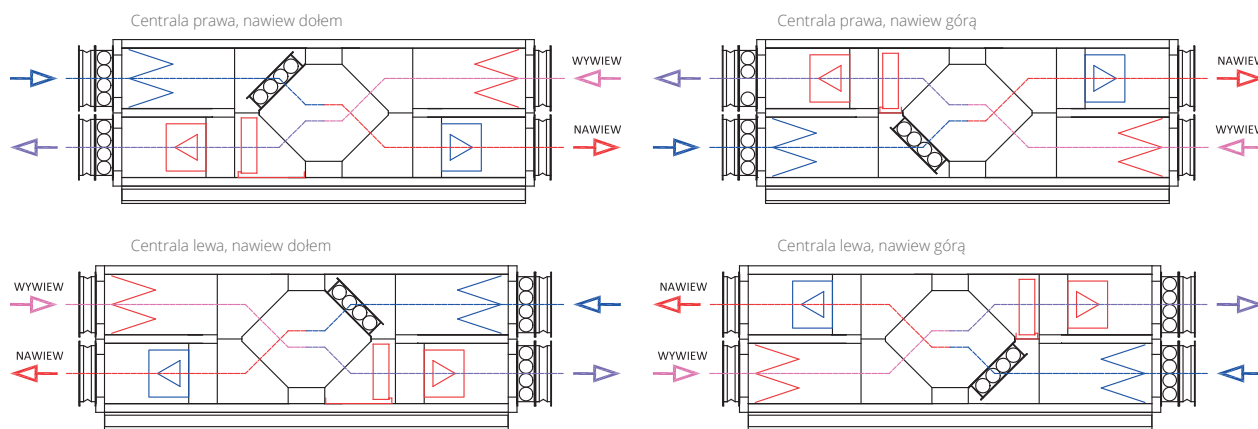 Centrala prawa, nawiew dołem
WYWIEW
NAWIEW
Centrala prawa, nawiew górą
NAWIEW
WYWIEW
Centrala lewa, nawiew dołem
WYWIEW
NAWIEW
Centrala lewa, nawiew górą
NAWIEW
WYWIEW